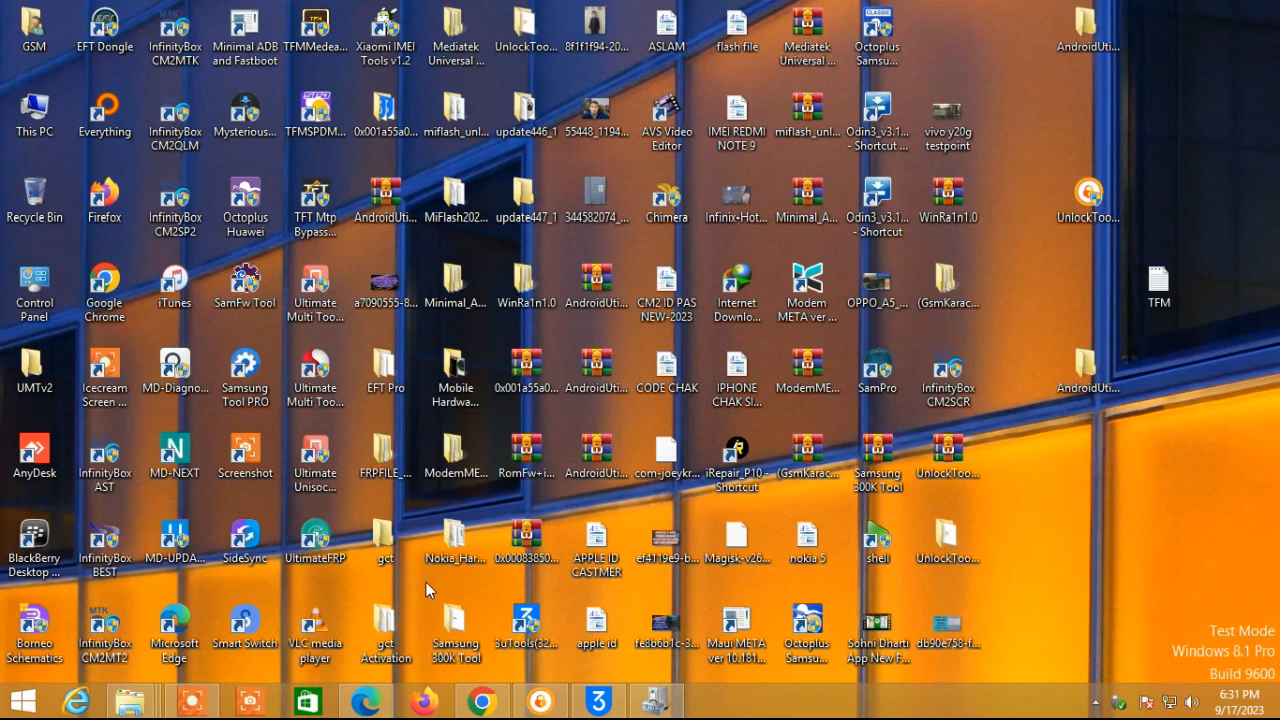 GSM
EFT Dongle
InfinityBox
CM2MTK
Minimal ADB
and Fastboot
TFMMedea...
Xiaomi IMEI
Tools v1.2
Mediatek
Universal ...
UnlockToo...
8f1f1f94-20...
ASLAM
flash file
Mediatek
Universal ...
CLASSIC
Octoplus
Samsu...
AndroidUti...
This PC
Everything
InfinityBox
CM2QLM
Mysterious...
TFMSPDM...
0x001a55a0...
miflash_unl...
update446_1
55448_1194...
AVS Video
Editor
IMEI REDMI
NOTE 9
miflash_unl...
Odin3_v3.1...
- Shortcut ...
vivo y20g
testpoint
Recycle Bin
Firefox
InfinityBox
CM2SP2
Octoplus
Huawei
TFT Mtp
Bypass...
AndroidUti...
MiFlash202...
update447_1
344582074_...
Chimera
Infinix-Hot...
Minimal_A...
Odin3_v3.1...
- Shortcut
WinRa1n1.0
UnlockToo...
Control
Panel
Google
Chrome
iTunes
SamFw Tool
Ultimate
Multi Too...
a7090555-8...
Minimal_A...
WinRa1n1.0
AndroidUti...
CM2 ID PAS
NEW-2023
Internet
Downlo...
Modem
META ver ...
OPPO_A5_...
(GsmKarac...
TFM
UMTv2
Icecream
Screen ...
MD-Diagno...
Samsung
Tool PRO
Ultimate
Multi Too...
EFT Pro
Mobile
Hardwa...
0x001a55a0...
AndroidUti...
CODE CHAK
IPHONE
CHAK SI...
ModemME...
SamPro
InfinityBox
CM2SCR
AndroidUti...
AnyDesk
InfinityBox
AST
MD-NEXT
Screenshot
Ultimate
Unisoc...
FRPFILE_...
ModemME...
RomFw+i...
AndroidUti...
com-joeykr...
iRepair_P10 -
Shortcut
(GsmKarac...
Samsung
300K Tool
UnlockToo...
BlackBerry
Desktop ...
InfinityBox
BEST
MD-UPDA...
SideSync
UltimateFRP
gct
Nokia_Har...
0x00083850...
APPLE ID
CASTMER
ef4119e9-b...
Magisk-v26...
nokia 5
shell
UnlockToo...
Borneo
Schematics
InfinityBox
CM2MT2
Microsoft
Edge
Smart Switch
VLC media
player
gct
Activation
Samsung
300K Tool
3uTools(32...
apple id
fe8b6b1c-3...
Maui META
ver 10.181...
Octoplus
Samsu...
Sohni Dharti
App New F...
db90e758-f...
Test Mode
Windows 8.1 Pro
Build 9600
6:31 PM
9/17/2023